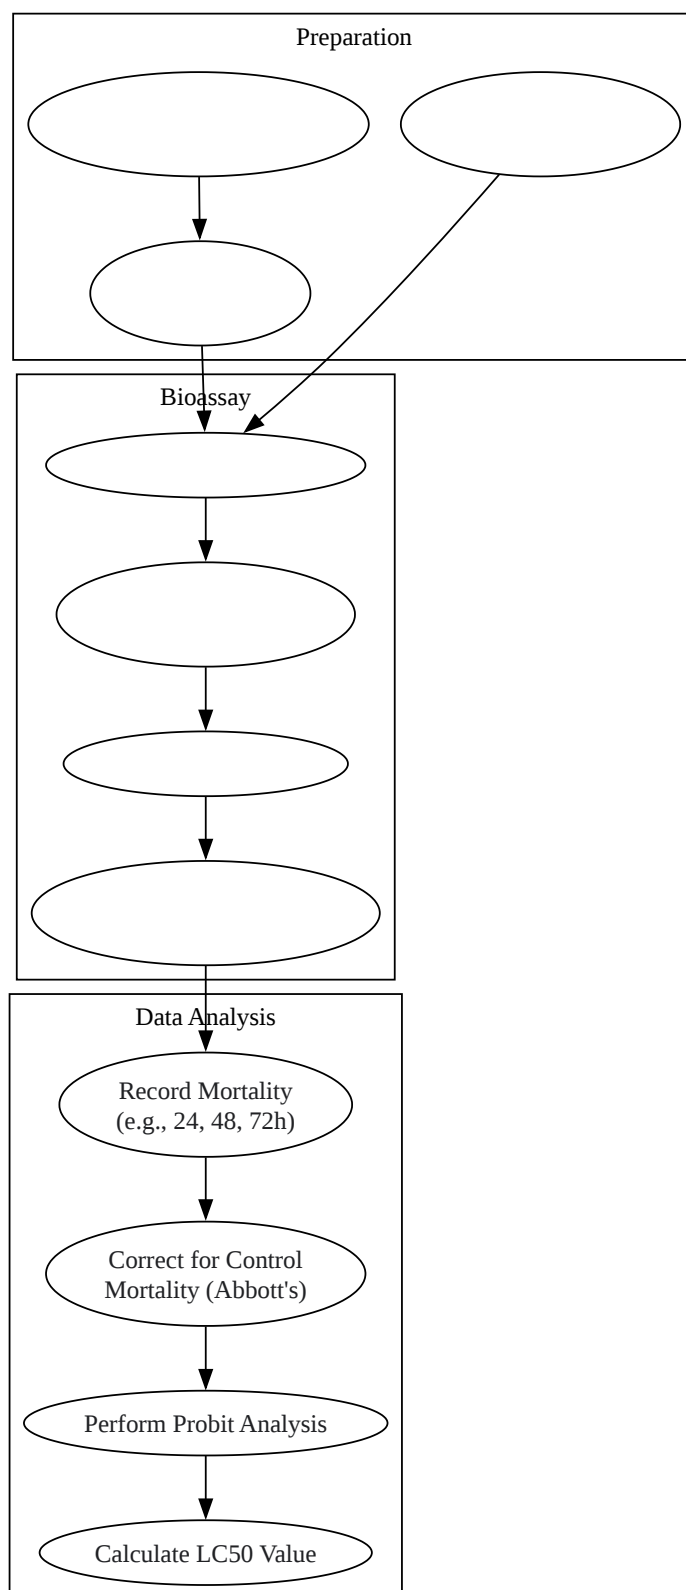 Preparation
Bioassay
Data Analysis
Record Mortality
(e.g., 24, 48, 72h)
Correct for Control
Mortality (Abbott's)
Perform Probit Analysis
Calculate LC50 Value